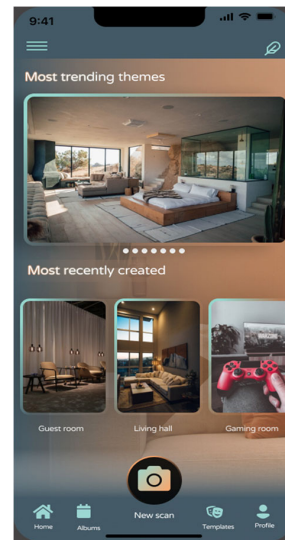 9:41
Most trending themes
Most recently created
Guest room
Living hall
Gaming room
Home
Albums
New scan
Templates
Profile